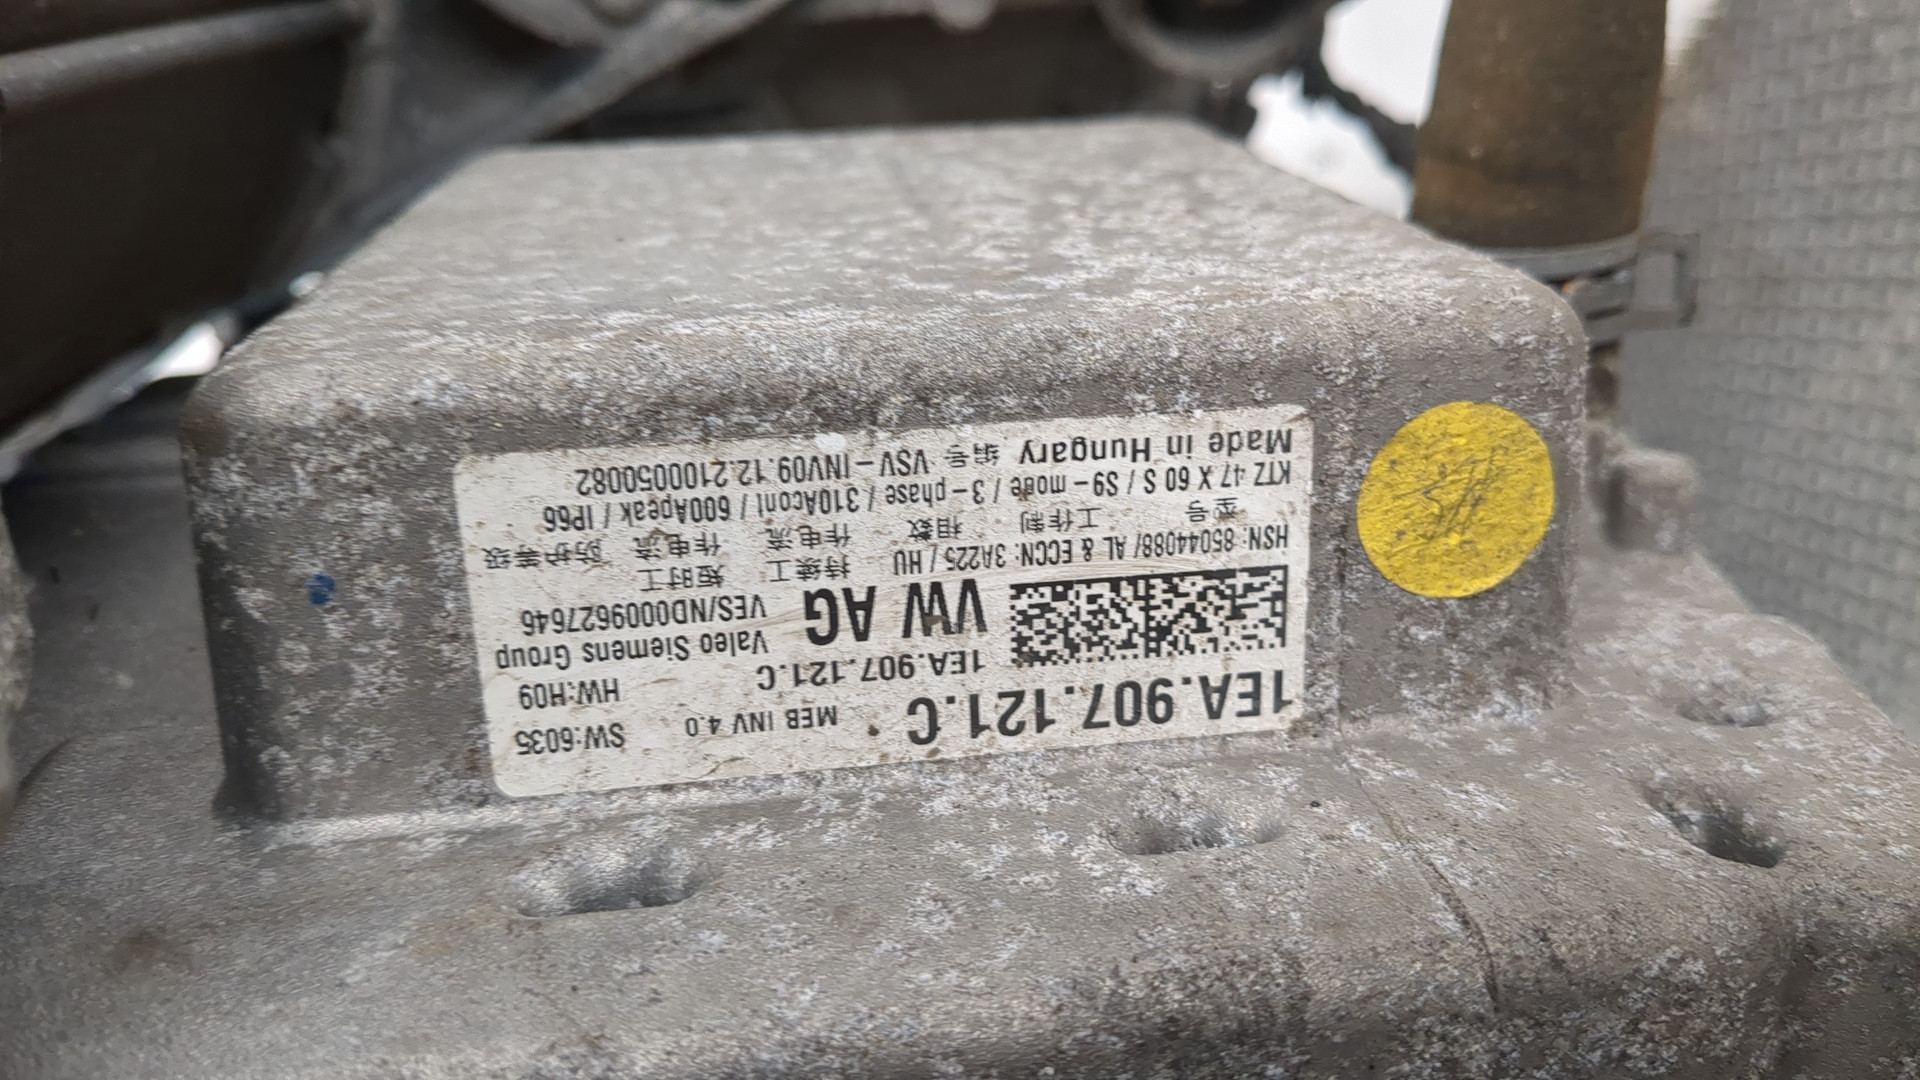 1EA.907.121.C MEB INV 4.0 SW:6035
1EA.907.121.C HW:H09
VW AG Valeo Siemens Group
VES/ND0009627646
HSN: 85044088/ AL & ECCN: 3A225 / HU 持续工 短时工
型号 工作制 相数 作电流 作电流 防护等级
KTZ 47 X 60 S / S9-mode / 3-phase / 310Acont / 600Apeak / IP66
Made in Hungary 编号 VSV-INV09.12.2100050082